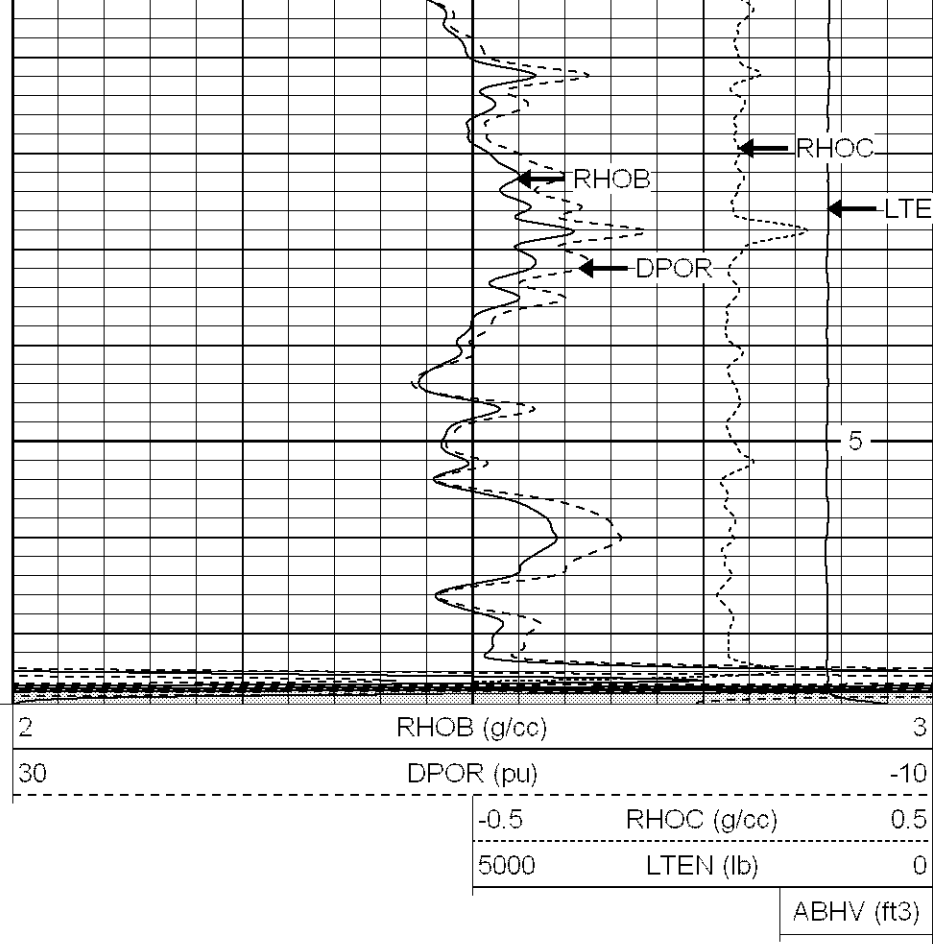 RHOC
RHOB
LTE
DPOR
5
2 RHOB (g/cc) 3
30 DPOR (pu) -10
-0.5 RHOC (g/cc) 0.5
5000 LTEN (lb) 0
ABHV (ft3)